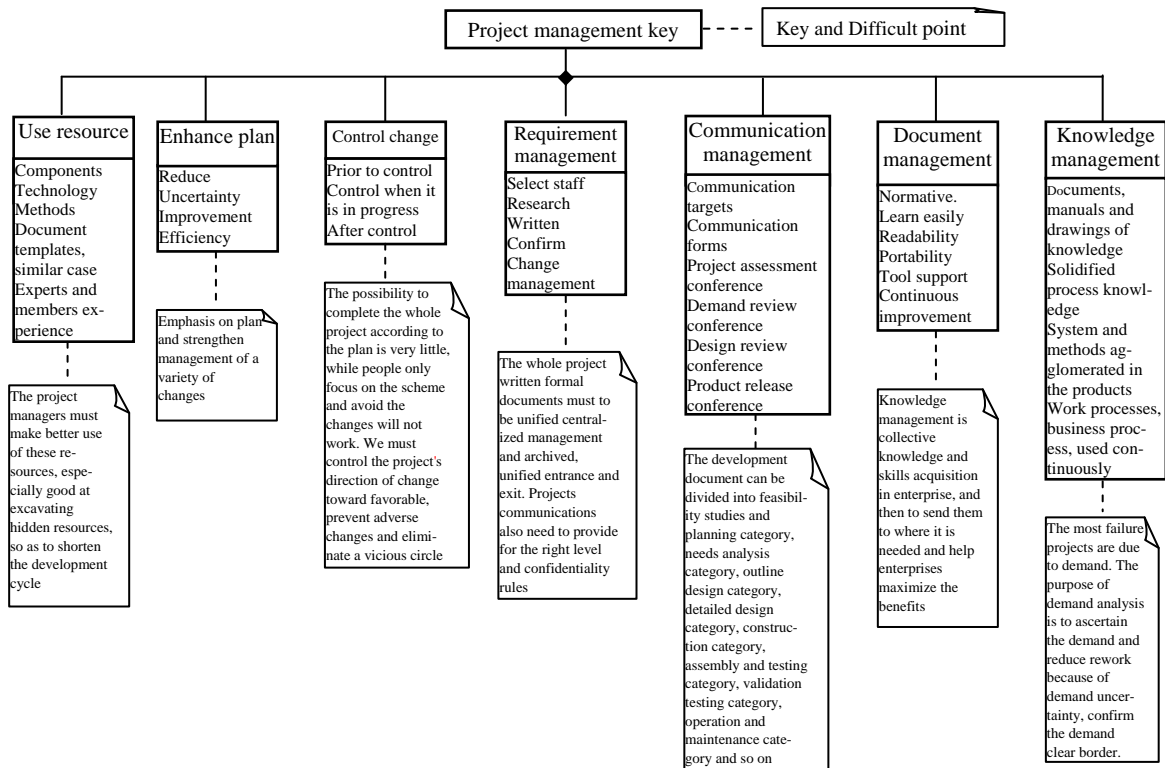 Project management key
Key and Difficult point
Use resource
Components
Technology
Methods
Document
templates,
similar case
Experts and
members ex-
perience
The project
managers must
make better use
of these re-
sources, espe-
cially good at
excavating
hidden resources,
so as to shorten
the development
cycle
Enhance plan
Reduce
Uncertainty
Improvement
Efficiency
Emphasis on plan
and strengthen
management of a
variety of
changes
Control change
Prior to control
Control when it
is in progress
After control
The possibility to
complete the whole
project according to
the plan is very little,
while people only
focus on the scheme
and avoid the
changes will not
work. We must
control the project's
direction of change
toward favorable,
prevent adverse
changes and elimi-
nate a vicious circle
Requirement
management
Select staff
Research
Written
Confirm
Change
management
The whole project
written formal
documents must to
be unified central-
ized management
and archived,
unified entrance and
exit. Projects
communications
also need to provide
for the right level
and confidentiality
rules
Communication
management
Communication
targets
Communication
forms
Project assessment
conference
Demand review
conference
Design review
conference
Product release
conference
The development
document can be
divided into feasibil-
ity studies and
planning category,
needs analysis
category, outline
design category,
detailed design
category, construc-
tion category,
assembly and testing
category, validation
testing category,
operation and
maintenance cate-
gory and so on
Document
management
Normative.
Learn easily
Readability
Portability
Tool support
Continuous
improvement
Knowledge
management is
collective
knowledge and
skills acquisition
in enterprise, and
then to send them
to where it is
needed and help
enterprises
maximize the
benefits
Knowledge
management
Documents,
manuals and
drawings of
knowledge
Solidified
process knowl-
edge
System and
methods ag-
glomerated in
the products
Work processes,
business proc-
ess, used con-
tinuously
The most failure
projects are due
to demand. The
purpose of
demand analysis
is to ascertain
the demand and
reduce rework
because of
demand uncer-
tainty, confirm
the demand
clear border.